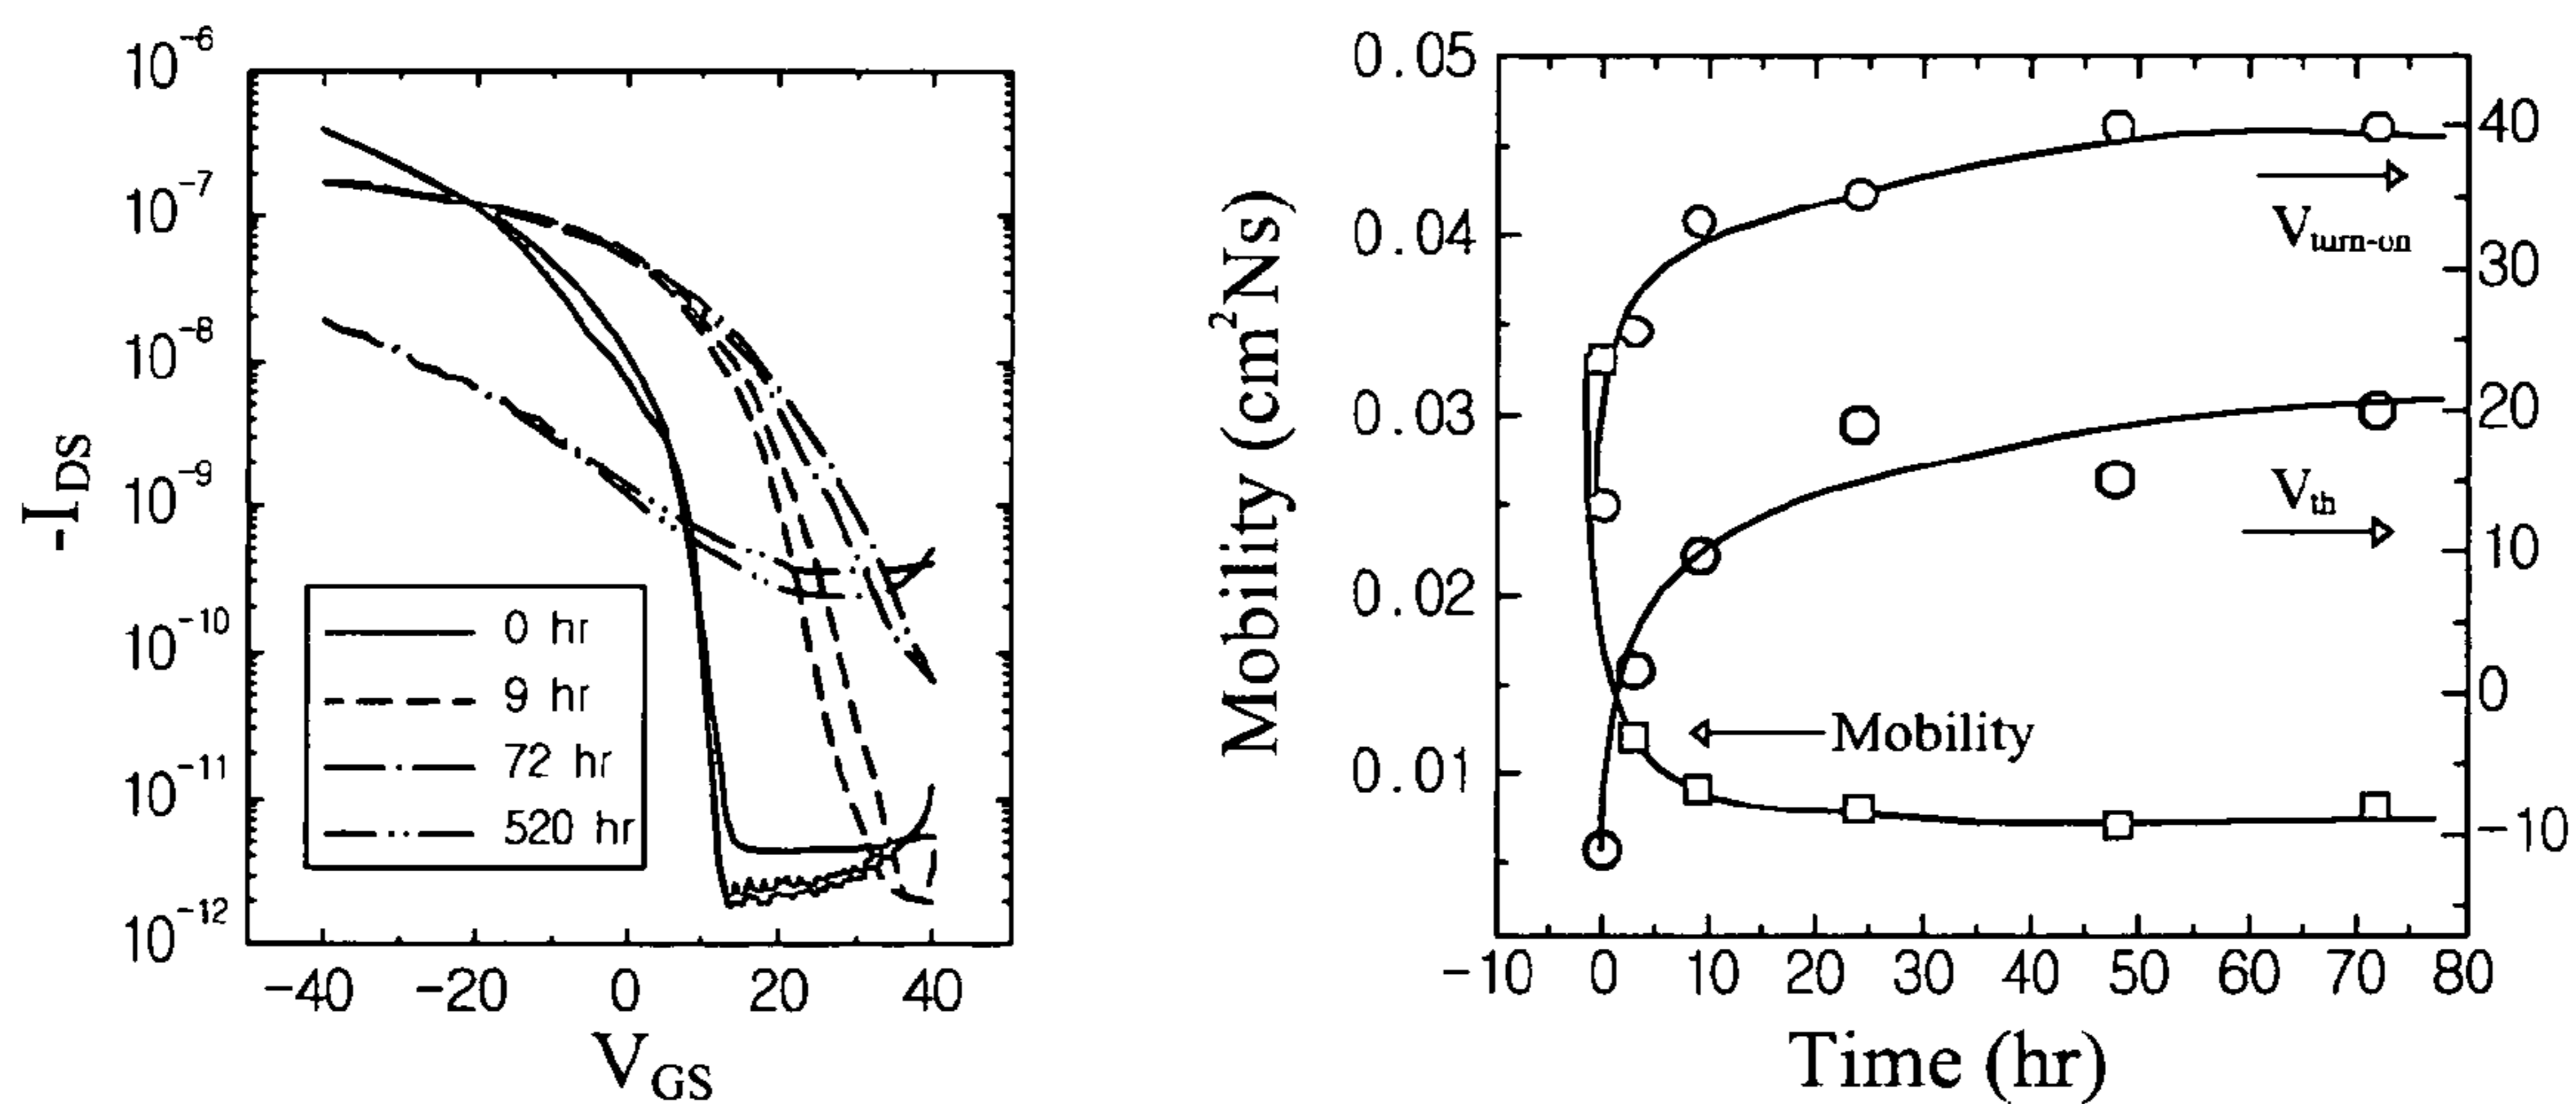 10⁻⁶
10⁻⁷
10⁻⁸
10⁻⁹
10⁻¹⁰
10⁻¹¹
10⁻¹²
-I_DS
0 hr
9 hr
72 hr
520 hr
-40 -20 0 20 40
V_GS
0.05
0.04
0.03
0.02
0.01
Mobility (cm²Ns)
40
30
20
10
0
-10
V_turn-on
V_th
Mobility
-10 0 10 20 30 40 50 60 70 80
Time (hr)